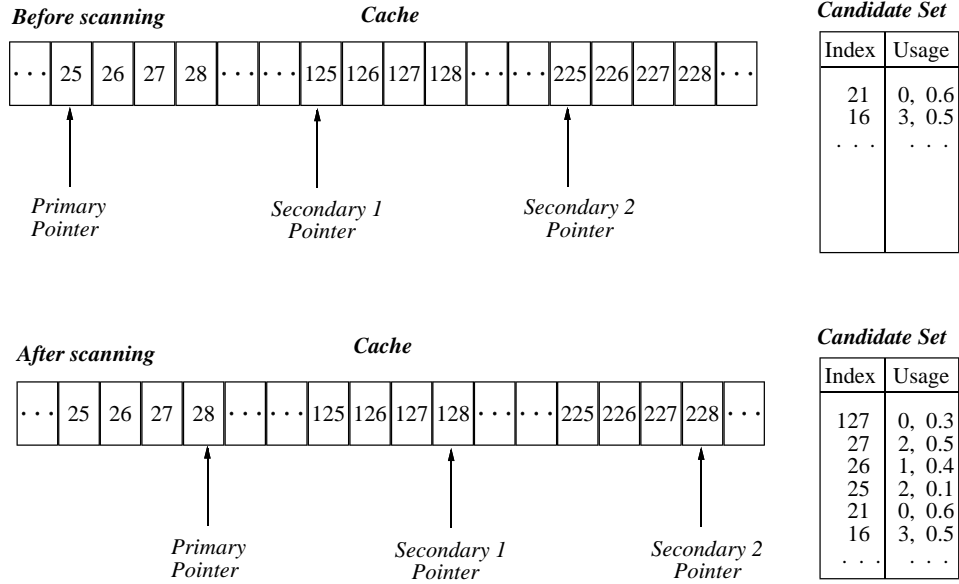 Before scanning
Cache
Candidate Set
. . . 25 26 27 28 . . . . . . 125 126 127 128 . . . . . . 225 226 227 228 . . .
Index Usage
21 0, 0.6
16 3, 0.5
. . . . . .
Primary
Pointer
Secondary 1
Pointer
Secondary 2
Pointer
After scanning
Cache
Candidate Set
. . . 25 26 27 28 . . . . . . 125 126 127 128 . . . . . . 225 226 227 228 . . .
Index Usage
127 0, 0.3
27 2, 0.5
26 1, 0.4
25 2, 0.1
21 0, 0.6
16 3, 0.5
. . . . . .
Primary
Pointer
Secondary 1
Pointer
Secondary 2
Pointer